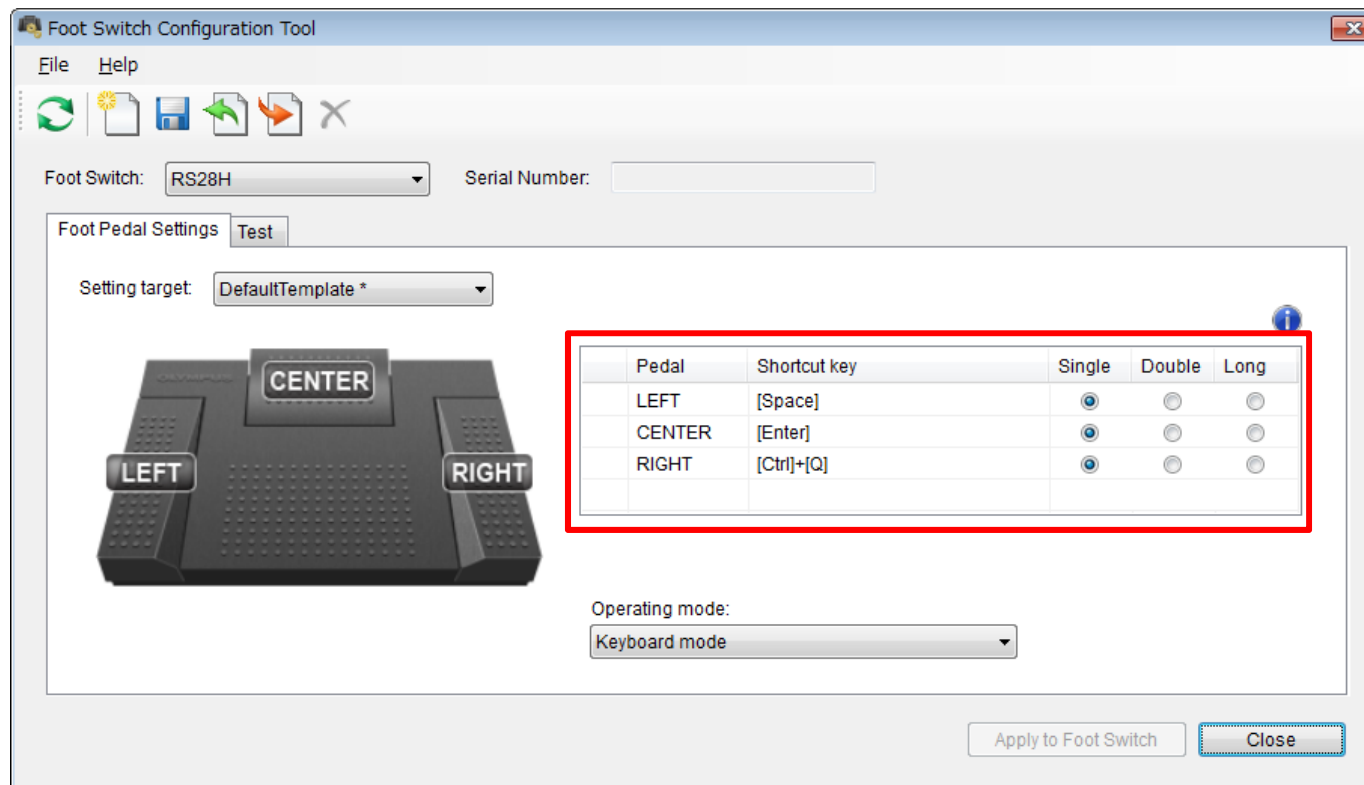 Foot Switch Configuration Tool
File Help
Foot Switch: RS28H Serial Number:
Foot Pedal Settings Test
Setting target: DefaultTemplate *
OLYMPUS
CENTER
LEFT RIGHT
Pedal Shortcut key Single Double Long
LEFT [Space]
CENTER [Enter]
RIGHT [Ctrl]+[Q]
Operating mode:
Keyboard mode
Apply to Foot Switch Close